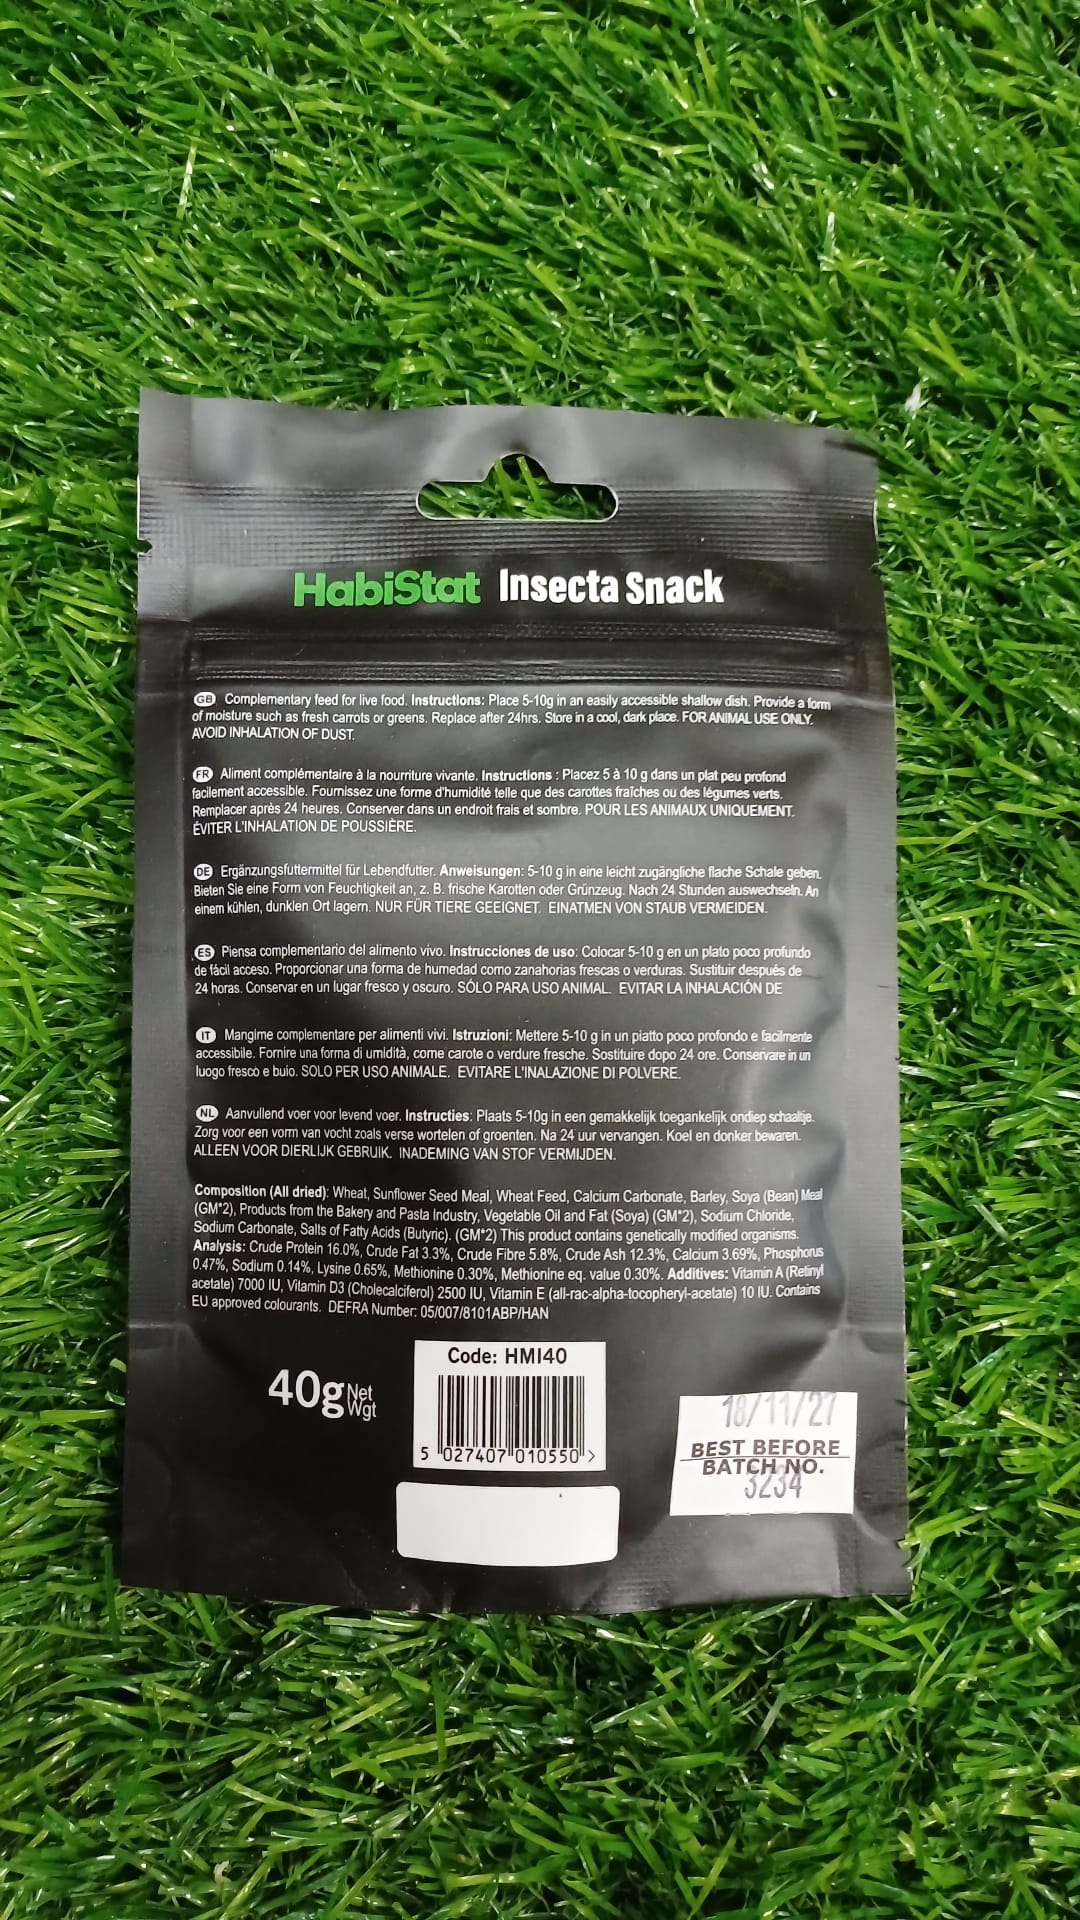 HabiStat Insecta Snack
GB Complementary feed for live food. Instructions: Place 5-10g in an easily accessible shallow dish. Provide a form
of moisture such as fresh carrots or greens. Replace after 24hrs. Store in a cool, dark place. FOR ANIMAL USE ONLY.
AVOID INHALATION OF DUST.
FR Aliment complémentaire à la nourriture vivante. Instructions : Placez 5 à 10 g dans un plat peu profond
facilement accessible. Fournissez une forme d'humidité telle que des carottes fraîches ou des légumes verts.
Remplacer après 24 heures. Conserver dans un endroit frais et sombre. POUR LES ANIMAUX UNIQUEMENT.
ÉVITER L'INHALATION DE POUSSIÈRE.
DE Ergänzungsfuttermittel für Lebendfutter. Anweisungen: 5-10 g in eine leicht zugängliche flache Schale geben.
Bieten Sie eine Form von Feuchtigkeit an, z. B. frische Karotten oder Grünzeug. Nach 24 Stunden auswechseln. An
einem kühlen, dunklen Ort lagern. NUR FÜR TIERE GEEIGNET. EINATMEN VON STAUB VERMEIDEN.
ES Piensa complementario del alimento vivo. Instrucciones de uso: Colocar 5-10 g en un plato poco profundo
de fácil acceso. Proporcionar una forma de humedad como zanahorias frescas o verduras. Sustituir después de
24 horas. Conservar en un lugar fresco y oscuro. SÓLO PARA USO ANIMAL. EVITAR LA INHALACIÓN DE
IT Mangime complementare per alimenti vivi. Istruzioni: Mettere 5-10 g in un piatto poco profondo e facilmente
accessibile. Fornire una forma di umidità, come carote o verdure fresche. Sostituire dopo 24 ore. Conservare in un
luogo fresco e buio. SOLO PER USO ANIMALE. EVITARE L'INALAZIONE DI POLVERE.
NL Aanvullend voer voor levend voer. Instructies: Plaats 5-10g in een gemakkelijk toegankelijk ondiep schaaltje.
Zorg voor een vorm van vocht zoals verse wortelen of groenten. Na 24 uur vervangen. Koel en donker bewaren.
ALLEEN VOOR DIERLIJK GEBRUIK. INADEMING VAN STOF VERMIJDEN.
Composition (All dried): Wheat, Sunflower Seed Meal, Wheat Feed, Calcium Carbonate, Barley, Soya (Bean) Meal
(GM*2), Products from the Bakery and Pasta Industry, Vegetable Oil and Fat (Soya) (GM*2), Sodium Chloride,
Sodium Carbonate, Salts of Fatty Acids (Butyric). (GM*2) This product contains genetically modified organisms.
Analysis: Crude Protein 16.0%, Crude Fat 3.3%, Crude Fibre 5.8%, Crude Ash 12.3%, Calcium 3.69%, Phosphorus
0.47%, Sodium 0.14%, Lysine 0.65%, Methionine 0.30%, Methionine eq. value 0.30%. Additives: Vitamin A (Retinyl
acetate) 7000 IU, Vitamin D3 (Cholecalciferol) 2500 IU, Vitamin E (all-rac-alpha-tocopheryl-acetate) 10 IU. Contains
EU approved colourants. DEFRA Number: 05/007/8101ABP/HAN
40g Net Wgt
Code: HMI40
5 027407 010550 >
18/11/27
BEST BEFORE
BATCH NO.
3234